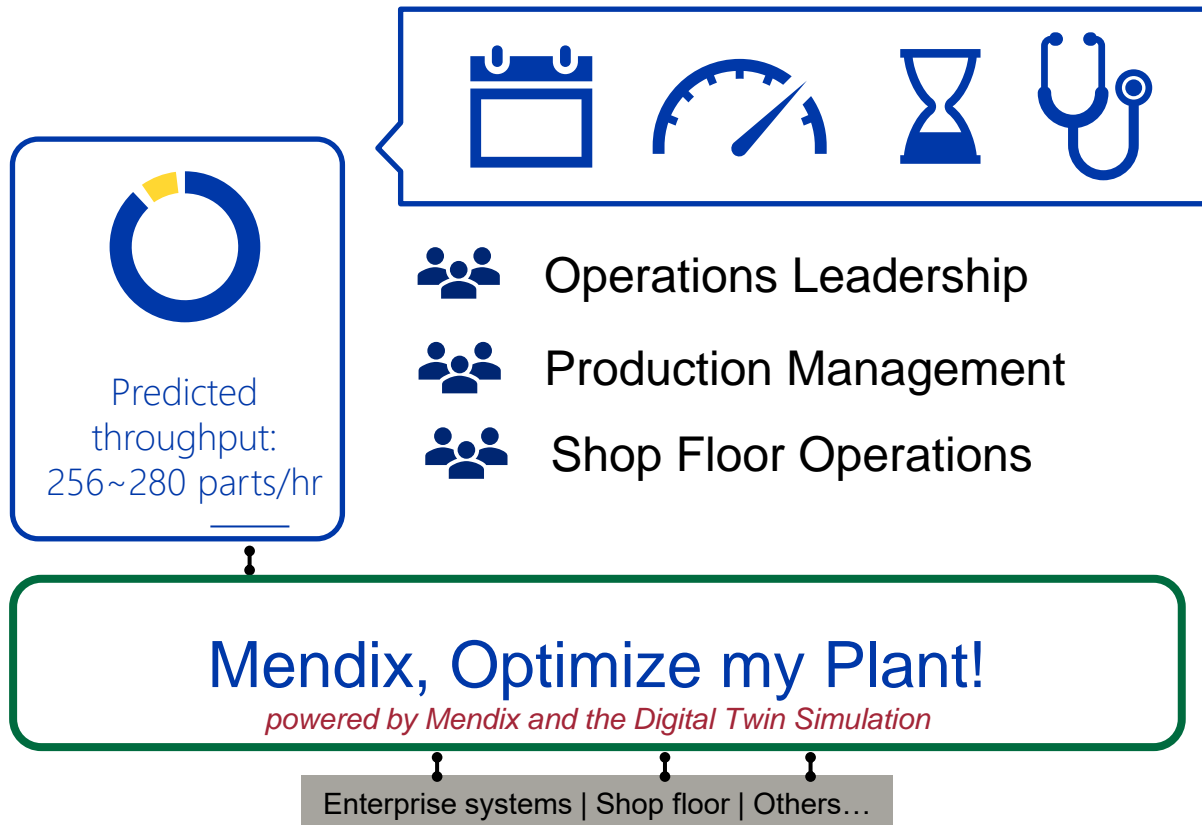 Predicted
throughput:
256~280 parts/hr
Operations Leadership
Production Management
Shop Floor Operations
Mendix, Optimize my Plant!
powered by Mendix and the Digital Twin Simulation
Enterprise systems | Shop floor | Others…